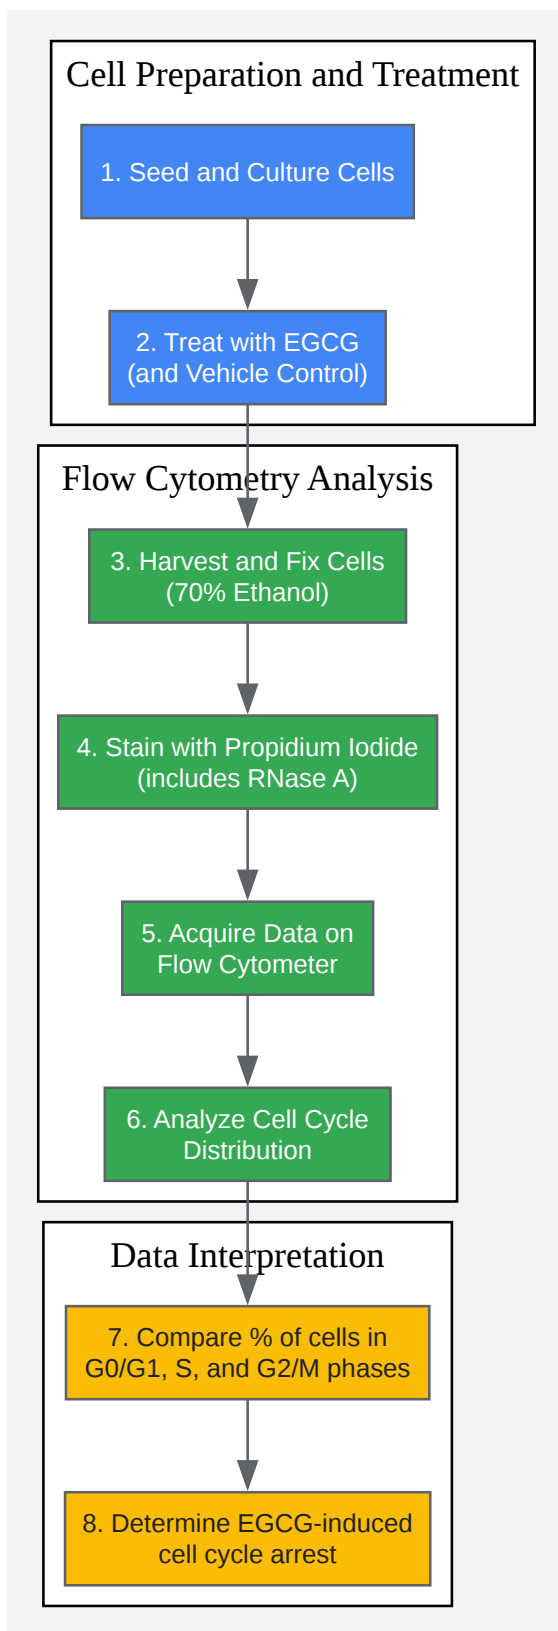 Cell Preparation and Treatment
1. Seed and Culture Cells
2. Treat with EGCG
(and Vehicle Control)
Flow Cytometry Analysis
3. Harvest and Fix Cells
(70% Ethanol)
4. Stain with Propidium Iodide
(includes RNase A)
5. Acquire Data on
Flow Cytometer
6. Analyze Cell Cycle
Distribution
Data Interpretation
7. Compare % of cells in
G0/G1, S, and G2/M phases
8. Determine EGCG-induced
cell cycle arrest